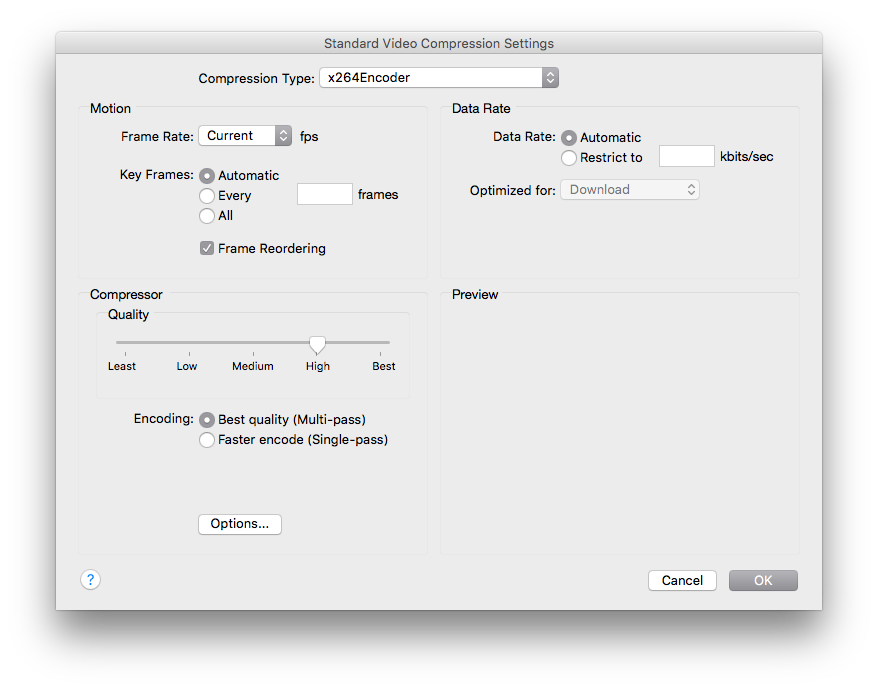 Standard Video Compression Settings
Compression Type: x264Encoder
Motion
Frame Rate: Current fps
Key Frames: Automatic
Every frames
All
Frame Reordering
Data Rate
Data Rate: Automatic
Restrict to kbits/sec
Optimized for: Download
Compressor
Quality
Least Low Medium High Best
Encoding: Best quality (Multi-pass)
Faster encode (Single-pass)
Options...
Preview
?
Cancel OK